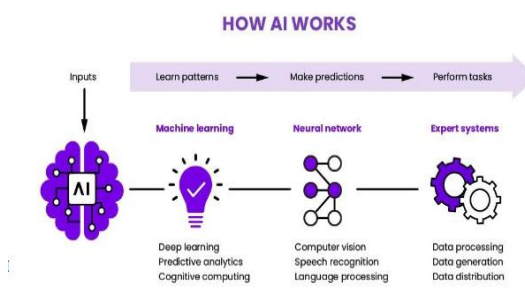 HOW AI WORKS
Inputs
Learn patterns
Make predictions
Perform tasks
Machine learning
Neural network
Expert systems
AI
Deep learning
Predictive analytics
Cognitive computing
Computer vision
Speech recognition
Language processing
Data processing
Data generation
Data distribution